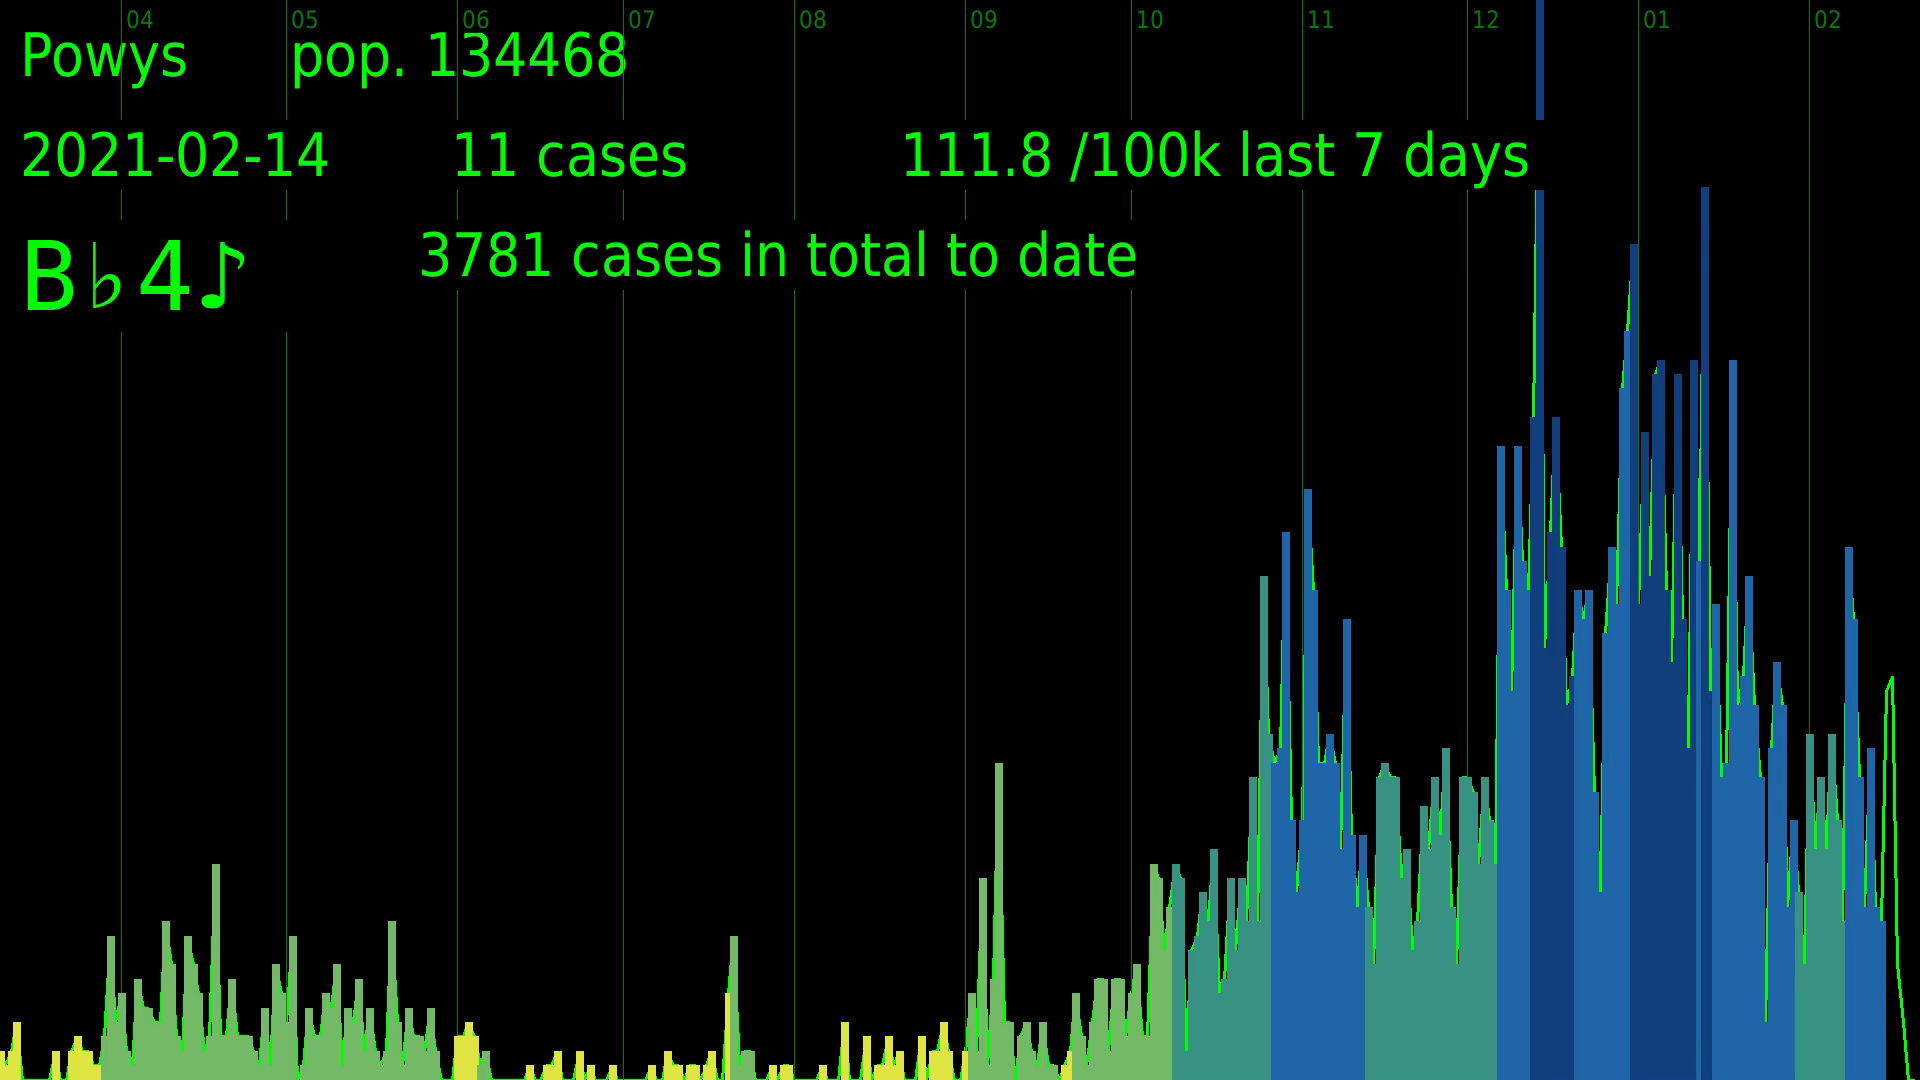 04 05 06 07 08 09 10 11 12 01 02
Powys pop. 134468
2021-02-14 11 cases 111.8 /100k last 7 days
B♭4♪ 3781 cases in total to date